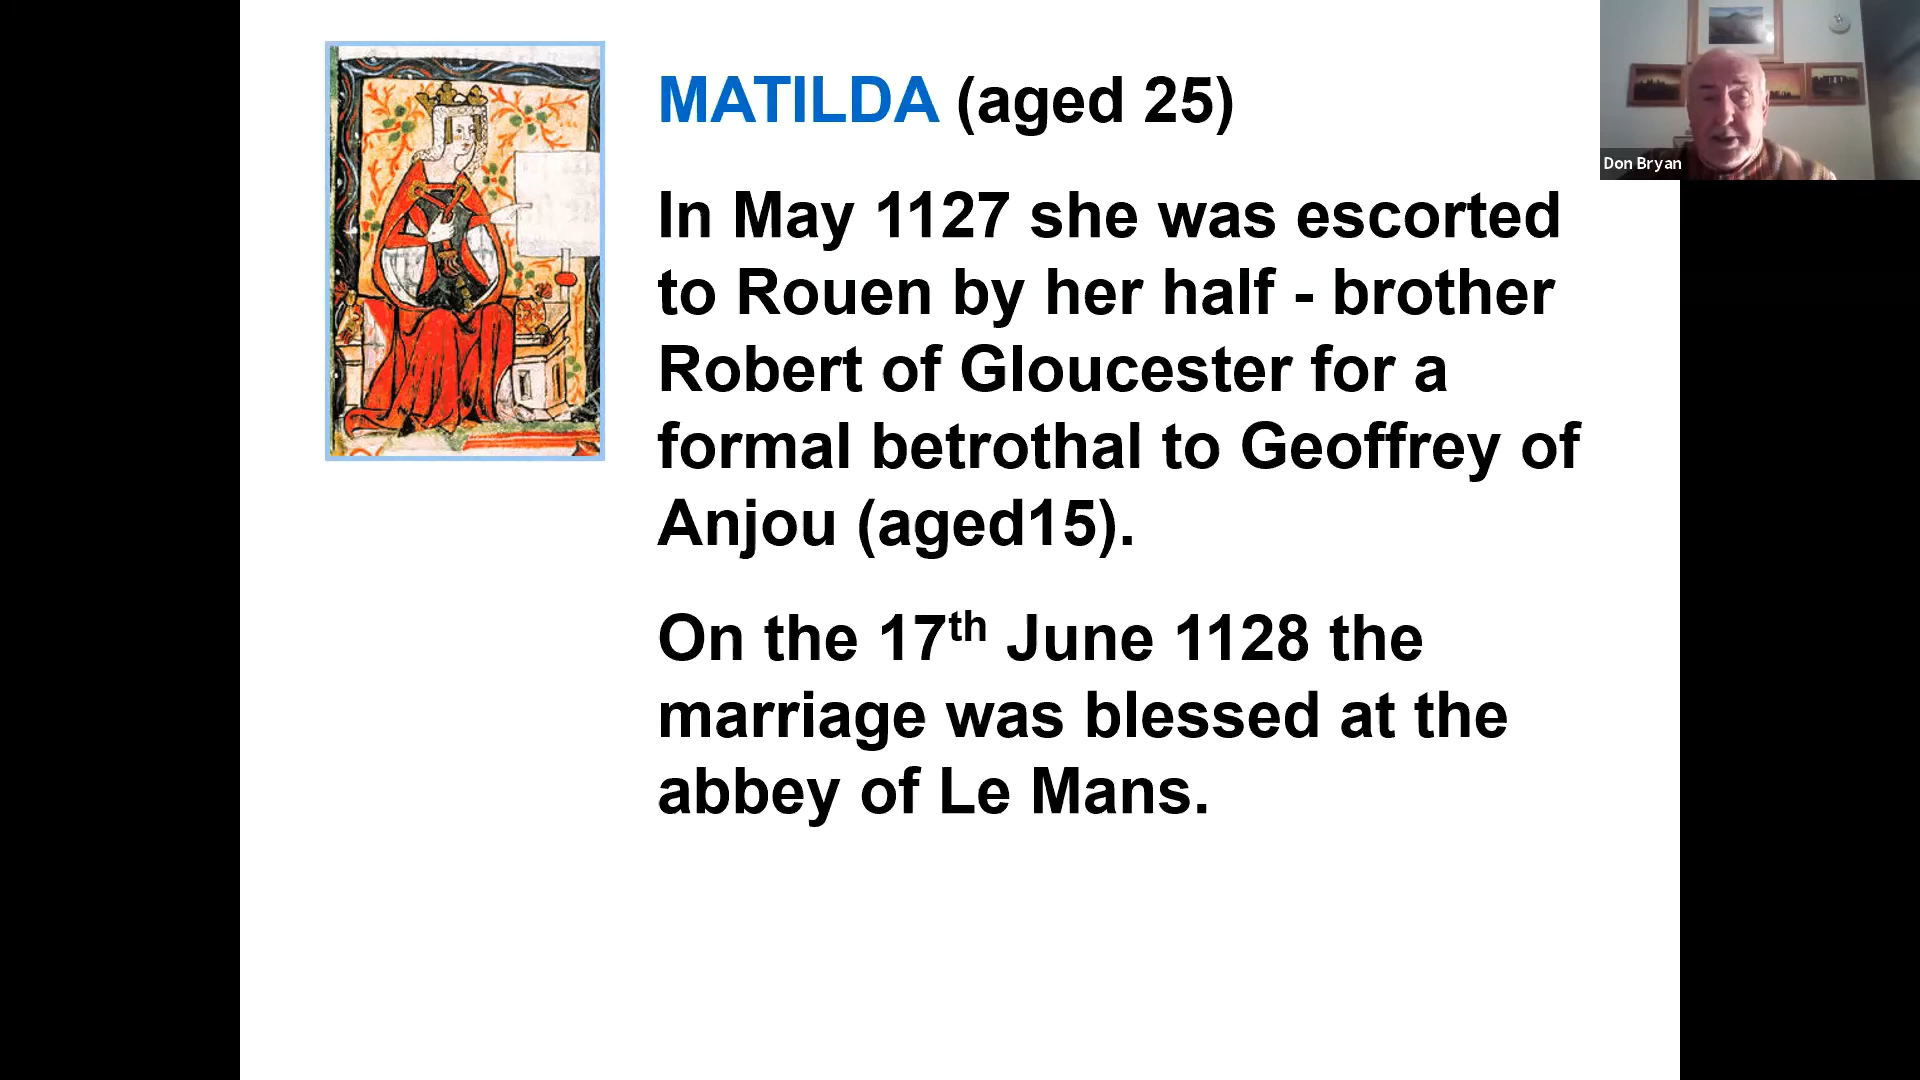 MATILDA (aged 25)
In May 1127 she was escorted
to Rouen by her half - brother
Robert of Gloucester for a
formal betrothal to Geoffrey of
Anjou (aged15).
On the 17th June 1128 the
marriage was blessed at the
abbey of Le Mans.
Don Bryan